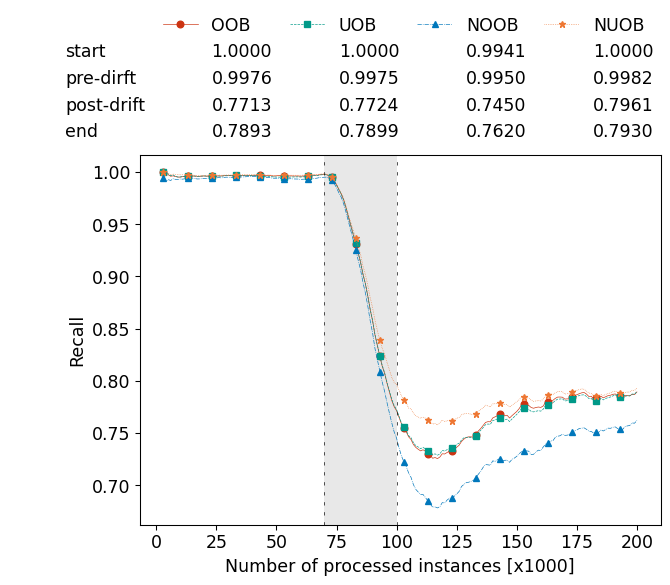 OOB UOB NOOB NUOB
start 1.0000 1.0000 0.9941 1.0000
pre-dirft 0.9976 0.9975 0.9950 0.9982
post-drift 0.7713 0.7724 0.7450 0.7961
end 0.7893 0.7899 0.7620 0.7930
1.00
0.95
0.90
0.85
0.80
0.75
0.70
Recall
0 25 50 75 100 125 150 175 200
Number of processed instances [x1000]